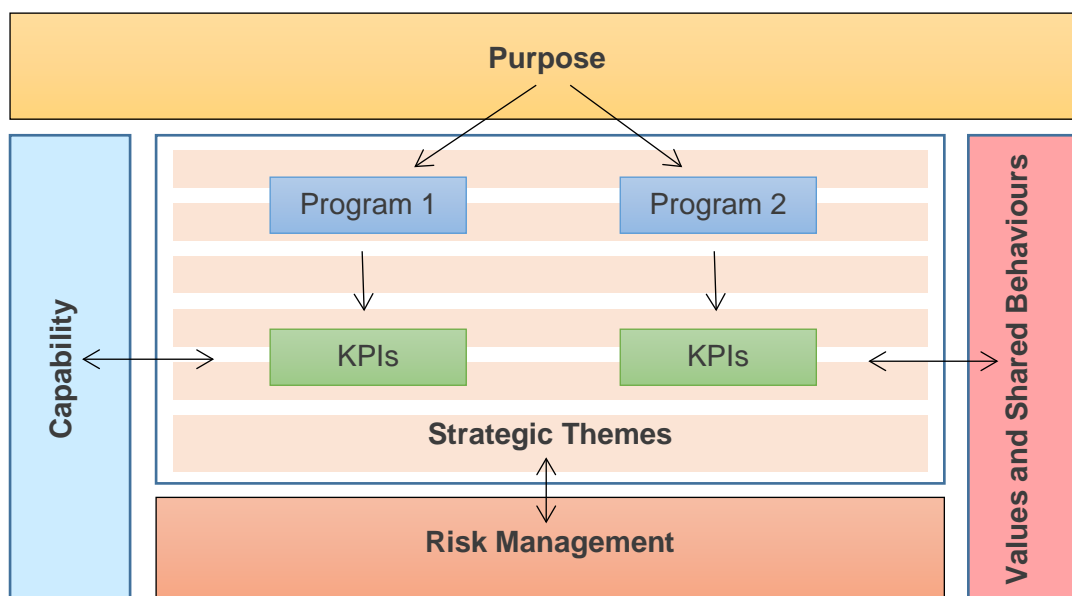 Purpose
Program 1
Program 2
KPIs
KPIs
Capability
Values and Shared Behaviours
Strategic Themes
Risk Management